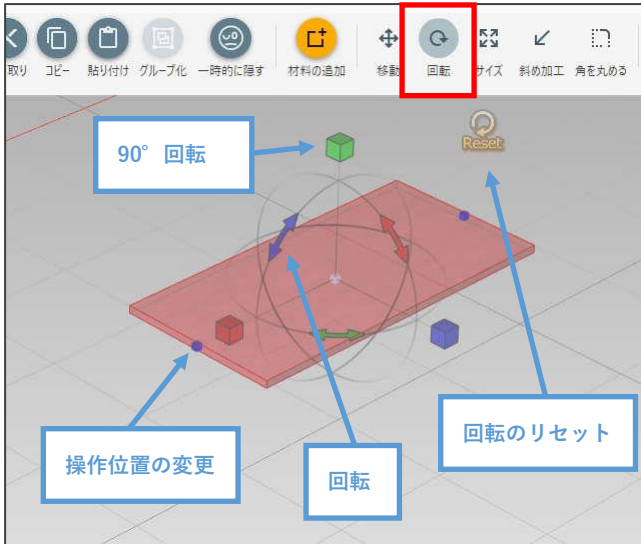 取り コピー 貼り付け グループ化 一時的に隠す 材料の追加 移動 回転 サイズ 斜め加工 角を丸める
90° 回転
Reset
操作位置の変更
回転
回転のリセット